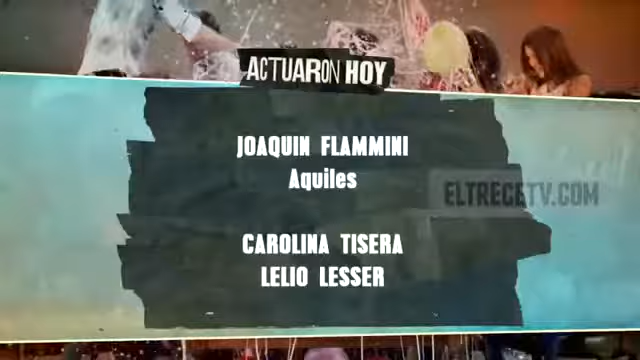 ACTUARON HOY
JOAQUIN FLAMMINI
Aquiles
ELTRECETV.COM
CAROLINA TISERA
LELIO LESSER